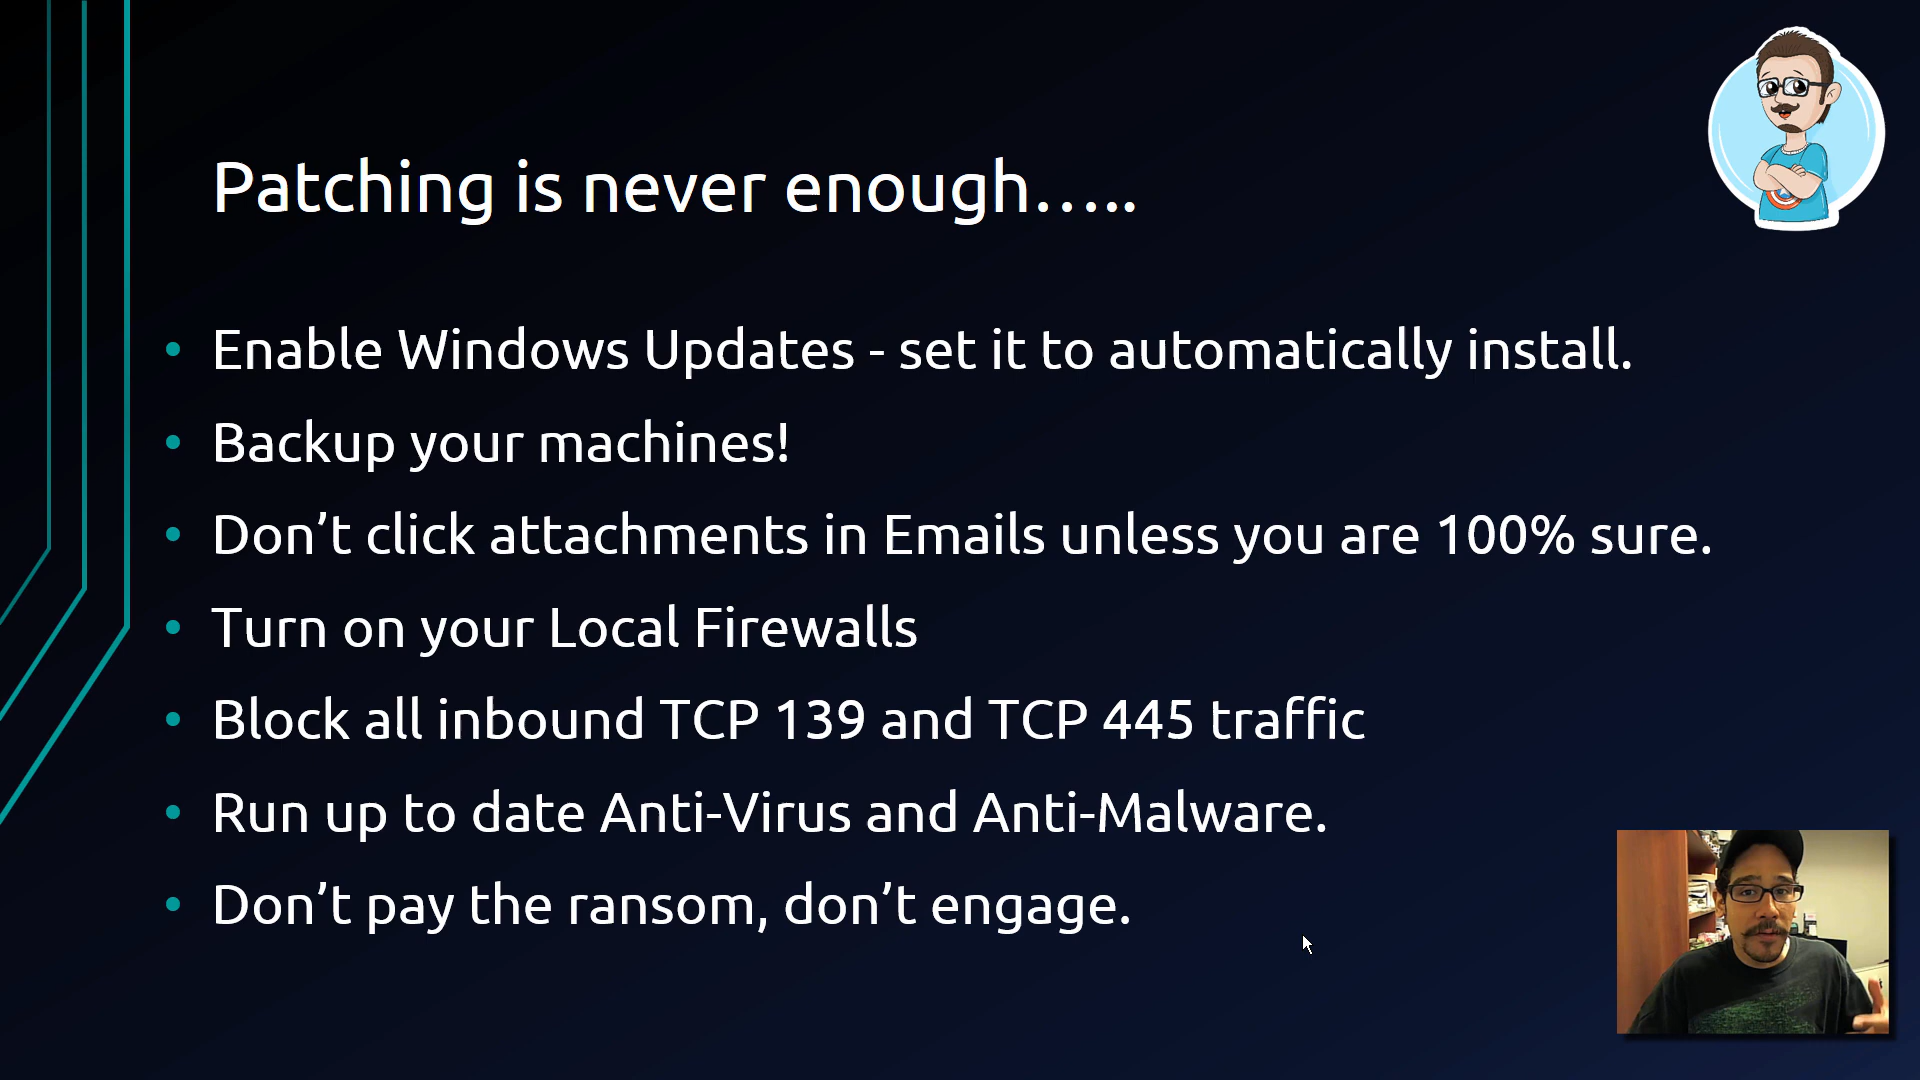 Patching is never enough…..
Enable Windows Updates - set it to automatically install.
Backup your machines!
Don’t click attachments in Emails unless you are 100% sure.
Turn on your Local Firewalls
Block all inbound TCP 139 and TCP 445 traffic
Run up to date Anti-Virus and Anti-Malware.
Don’t pay the ransom, don’t engage.